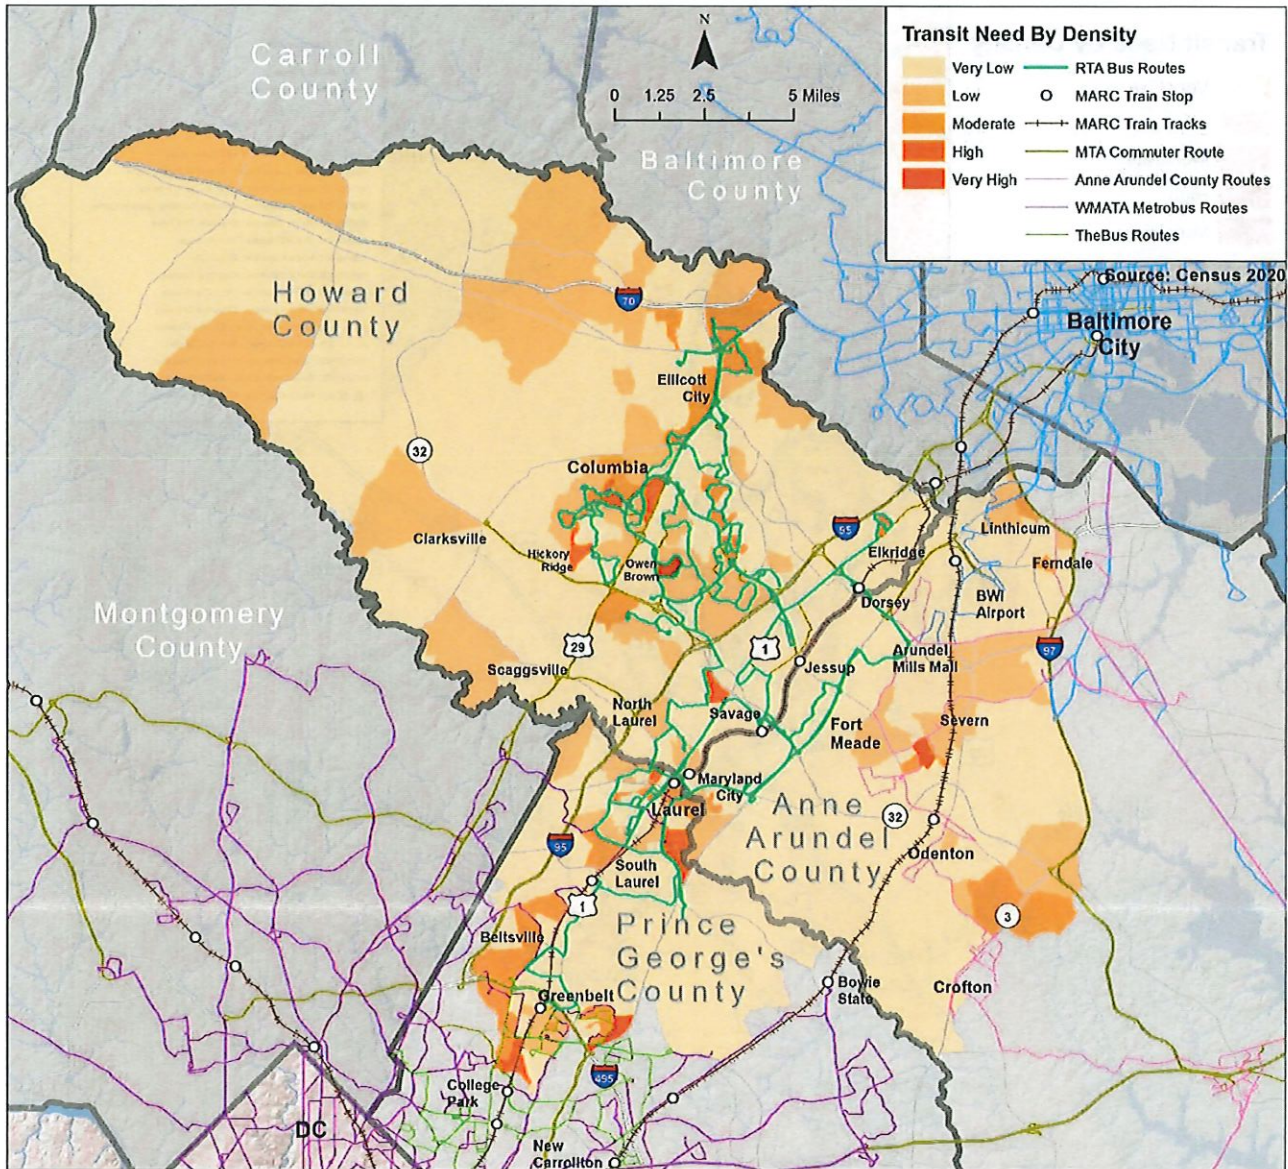 Transit Need By Density
Very Low
Low
Moderate
High
Very High
RTA Bus Routes
MARC Train Stop
MARC Train Tracks
MTA Commuter Route
Anne Arundel County Routes
WMATA Metrobus Routes
TheBus Routes
Source: Census 2020
N
0 1.25 2.5 5 Miles
Carroll
County
Baltimore
County
Howard
County
70
Baltimore
City
Ellicott
City
32
Columbia
Clarksville
Hickory
Ridge
Owen
Brown
95
Elkridge
Linthicum
Ferndale
Dorsey
BWI
Airport
Montgomery
County
29
1
Jessup
Arundel
Mills Mall
97
Scaggsville
North
Laurel
Savage
Fort
Meade
Severn
Maryland
City
Laurel
Anne
Arundel
County
32
Odenton
95
South
Laurel
1
3
Beltsville
Prince
George's
County
Greenbelt
Bowie
State
Crofton
495
College
Park
DC
New
Carrollton